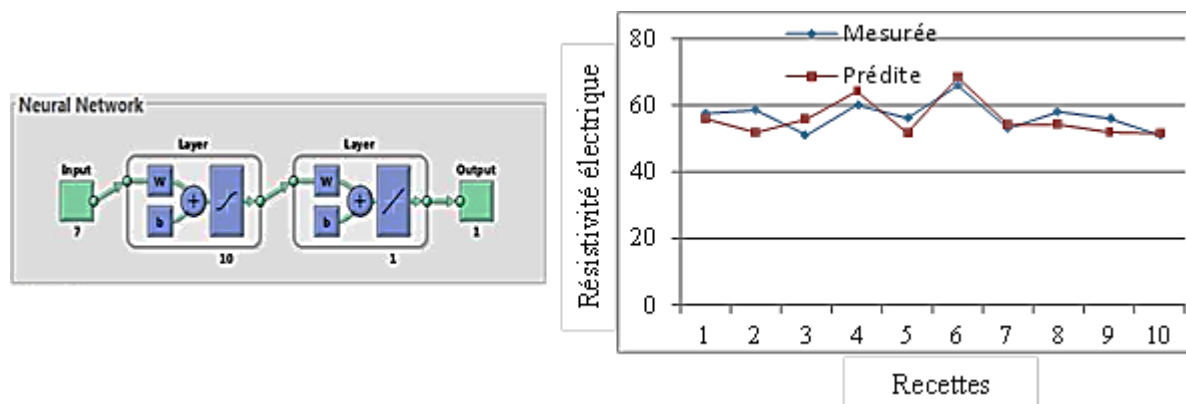 Neural Network
Layer
Layer
Input
Output
W
W
+
+
b
b
7
10
1
1
Résistivité électrique
80
60
40
20
0
Mesurée
Prédite
1 2 3 4 5 6 7 8 9 10
Recettes